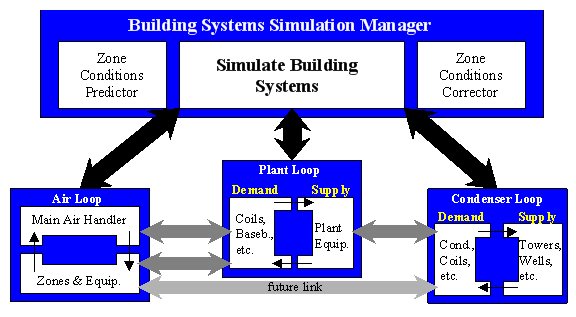 Building Systems Simulation Manager
Zone
Conditions
Predictor
Simulate Building
Systems
Zone
Conditions
Corrector
Air Loop
Main Air Handler
Zones & Equip.
Plant Loop
Demand
Supply
Coils,
Baseb.,
etc.
Plant
Equip.
Condenser Loop
Demand
Supply
Cond.,
Coils,
etc.
Towers,
Wells,
etc.
future link